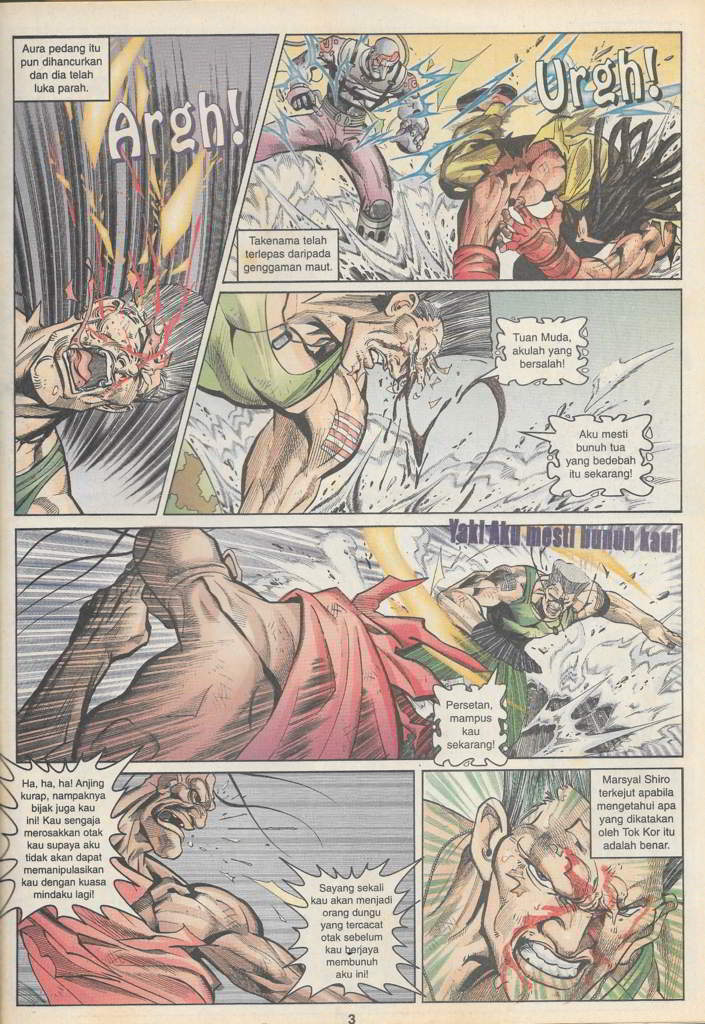 Aura pedang itu
pun dihancurkan
dan dia telah
luka parah.
Argh!
Urgh!
Takenama telah
terlepas daripada
genggaman maut.
Tuan Muda,
akulah yang
bersalah!
Aku mesti
bunuh tua
yang bedebah
itu sekarang!
Yak! Aku mesti bunuh kau!
Persetan,
mampus
kau
sekarang!
Ha, ha, ha! Anjing
kurap, nampaknya
bijak juga kau
ini! Kau sengaja
merosakkan otak
kau supaya aku
tidak akan dapat
memanipulasikan
kau dengan kuasa
mindaku lagi!
Sayang sekali
kau akan menjadi
orang dungu
yang tercacat
otak sebelum
kau berjaya
membunuh
aku ini!
Marsyal Shiro
terkejut apabila
mengetahui apa
yang dikatakan
oleh Tok Kor itu
adalah benar.
3